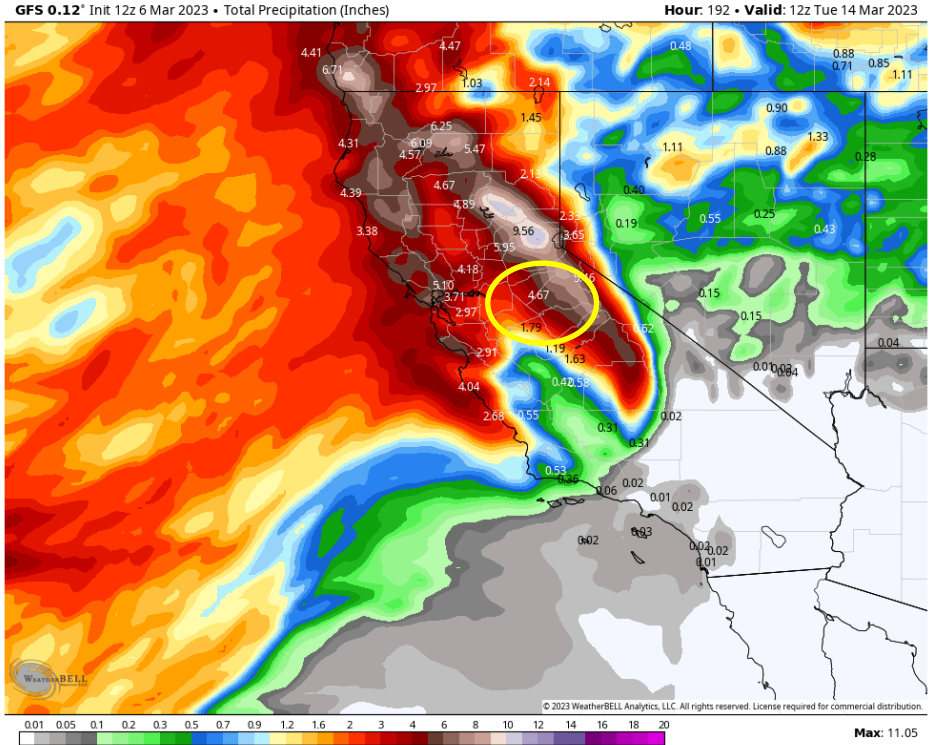 GFS 0.12° Init 12z 6 Mar 2023 • Total Precipitation (Inches) Hour: 192 • Valid: 12z Tue 14 Mar 2023
4.41 4.47 0.48 0.88
6.71 0.71 0.85
2.97 1.03 2.14 1.11
1.45 0.90
6.25
4.31 6.09 5.47 1.11 0.88 1.33
4.57 0.28
4.39 4.67 2.13 0.40
4.89 2.33 0.19 0.55 0.25
3.38 9.56 3.65 0.43
5.95
4.18
5.10 0.15
3.71 4.67
2.97 1.79 0.15
2.91 1.19 0.04
1.63 0.01
4.04 0.58 0.04
2.68 0.55 0.02
0.31
0.31
0.53
0.36 0.02
0.06 0.01
0.02
0.02 0.03
0.02 0.02
0.01
WEATHERBELL
© 2023 WeatherBELL Analytics, LLC. All rights reserved. License required for commercial distribution.
0.01 0.05 0.1 0.2 0.3 0.5 0.7 0.9 1.2 1.6 2 3 4 6 8 10 12 14 16 18 20
Max: 11.05